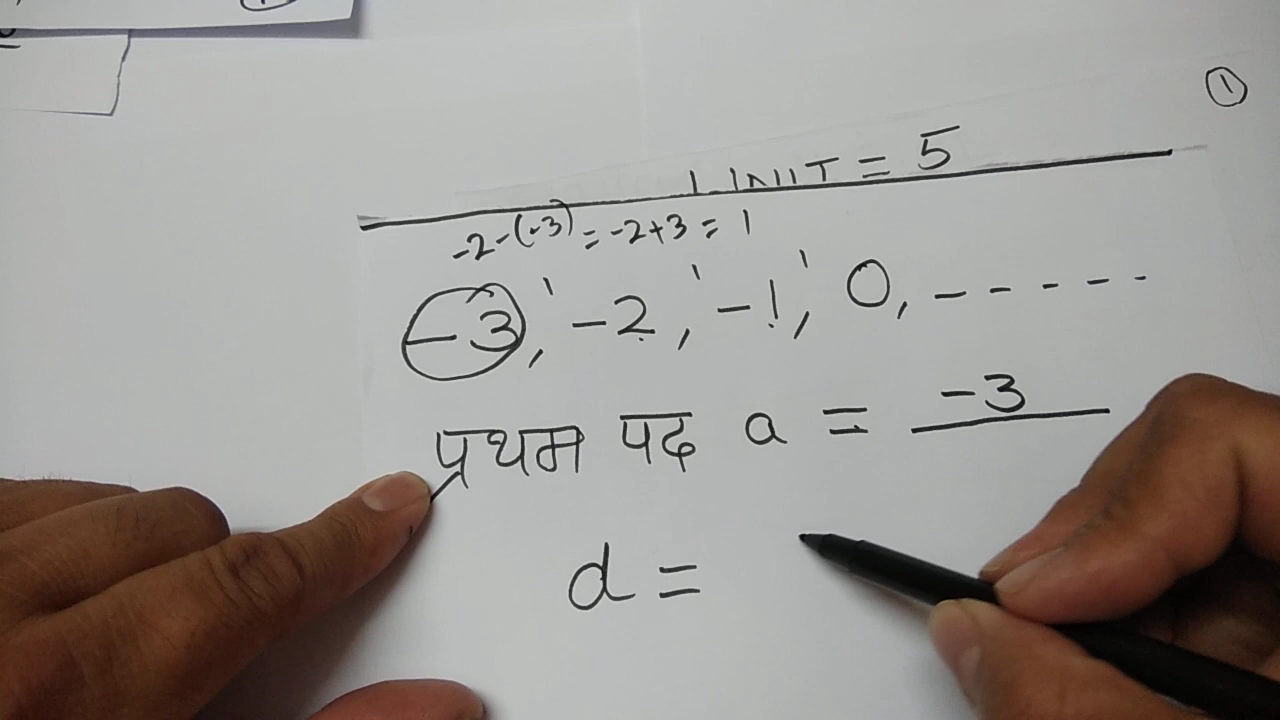 ①
UNIT = 5
-2-(-3) = -2+3 = 1
-3, -2, -1, 0, -----
प्रथम पद a = -3
d =